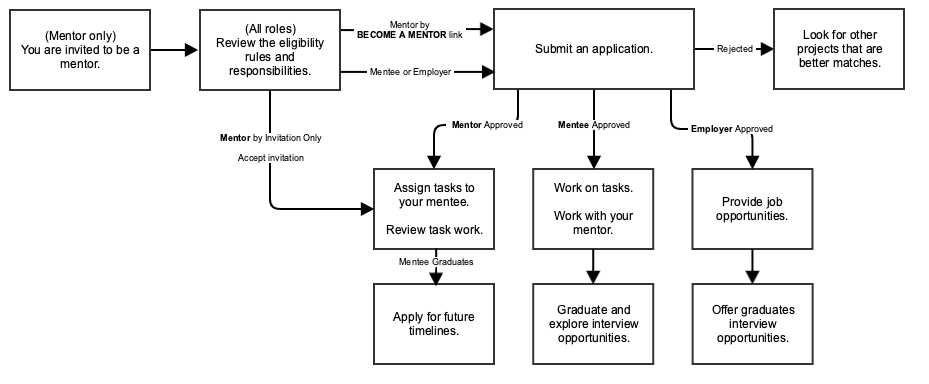 (Mentor only)
You are invited to be a
mentor.
(All roles)
Review the eligibility
rules and
responsibilities.
Mentor by
BECOME A MENTOR link
Mentee or Employer
Submit an application.
Rejected
Look for other
projects that are
better matches.
Mentor by Invitation Only
Accept invitation
Mentor Approved
Mentee Approved
Employer Approved
Assign tasks to
your mentee.
Review task work.
Work on tasks.
Work with your
mentor.
Provide job
opportunities.
Mentee Graduates
Apply for future
timelines.
Graduate and
explore interview
opportunities.
Offer graduates
interview
opportunities.